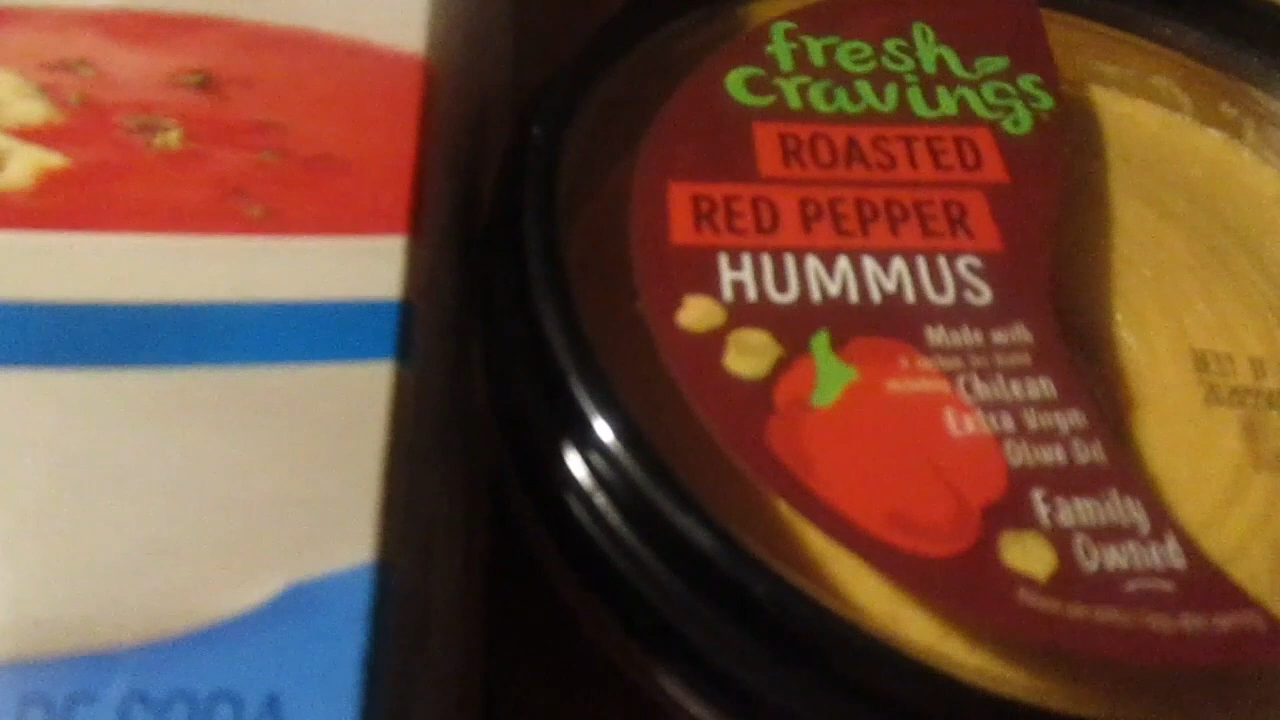 fresh
cravings
ROASTED
RED PEPPER
HUMMUS
Made with
Chilean
Extra Virgin
Olive Oil
Family
Owned